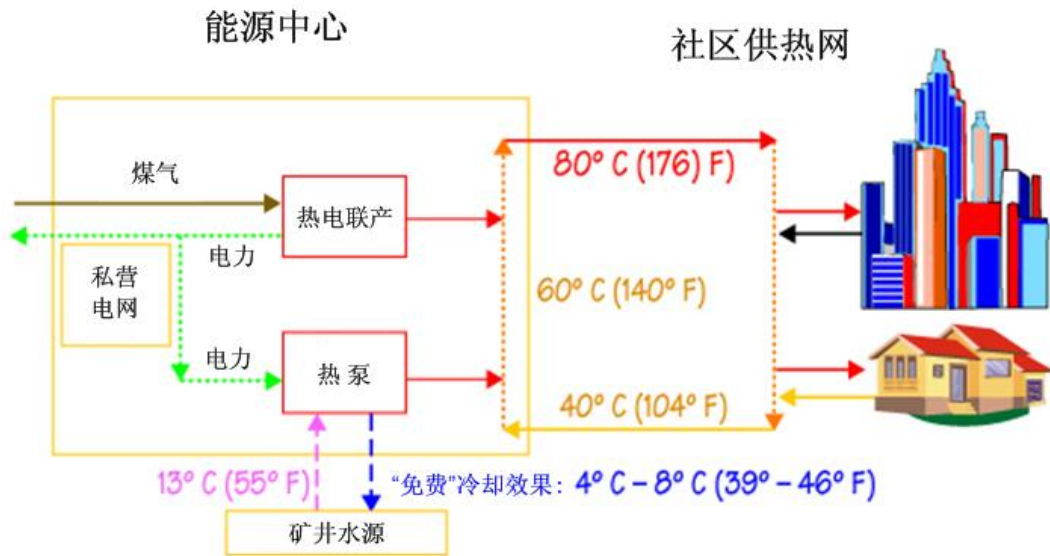 能源中心
社区供热网
煤气
热电联产
80° C (176) F)
电力
私营
电网
60° C (140° F)
电力
热 泵
40° C (104° F)
13° C (55° F)
“免费”冷却效果：4° C – 8° C (39° – 46° F)
矿井水源